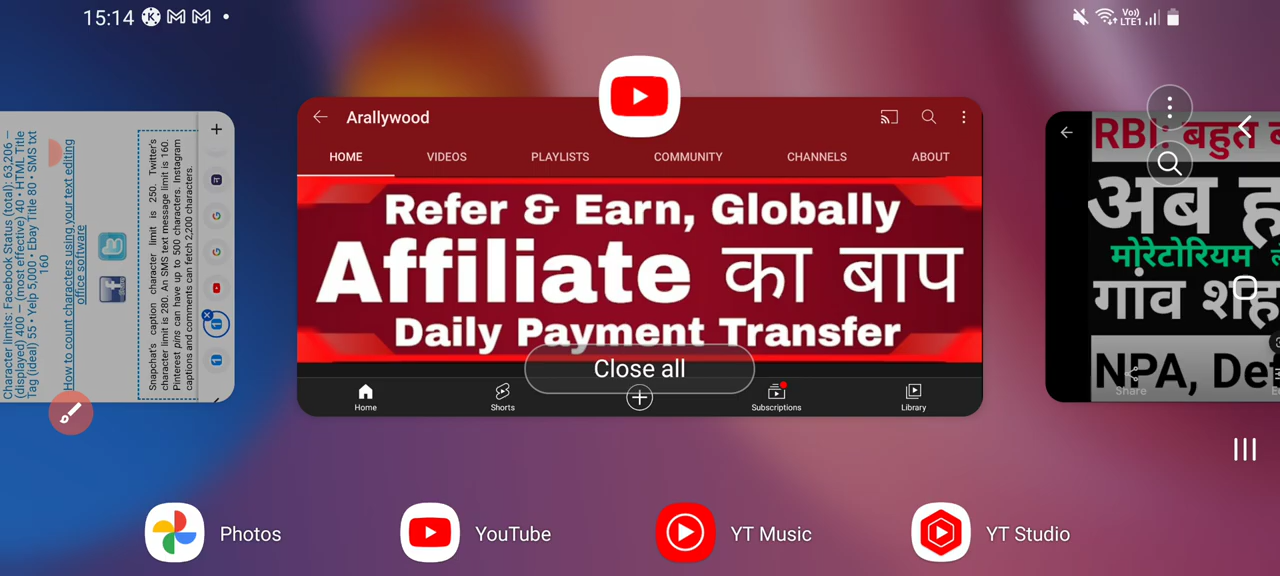 15:14
Vo)
LTE1
Character limits: Facebook Status (total): 63,206 –
(displayed) 400 – (most effective) 40 • HTML Title
Tag (ideal) 55 • Yelp 5,000 • Ebay Title 80 • SMS txt
160
How to count characters using your text editing
office software
Snapchat's caption character limit is 250. Twitter's
character limit is 280. An SMS text message limit is 160.
Pinterest pins can have up to 500 characters. Instagram
captions and comments can fetch 2,200 characters.
Arallywood
HOME VIDEOS PLAYLISTS COMMUNITY CHANNELS ABOUT
Refer & Earn, Globally
Affiliate का बाप
Daily Payment Transfer
Close all
Home Shorts Subscriptions Library
RBI: बहुत
अब
मोरेटोरियम
गांव
NPA,
Share
Photos YouTube YT Music YT Studio